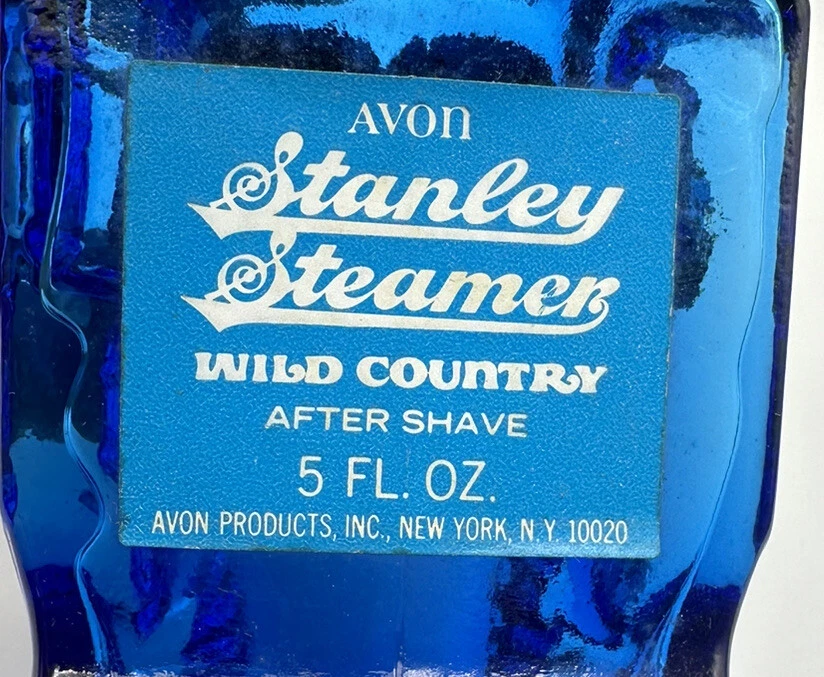 AVON
Stanley
Steamer
WILD COUNTRY
AFTER SHAVE
5 FL. OZ.
AVON PRODUCTS, INC., NEW YORK, N.Y. 10020